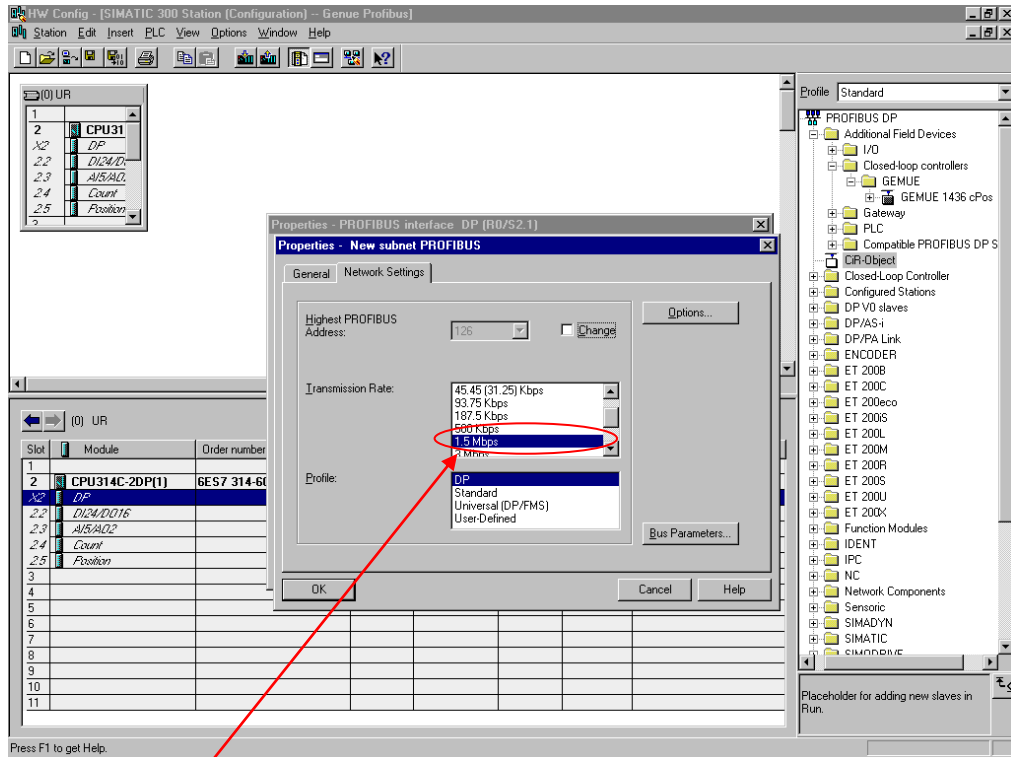 HW Config - [SIMATIC 300 Station (Configuration) -- Genue Profibus]
Station Edit Insert PLC View Options Window Help
(0) UR
1
2 CPU31
X2 DP
2.2 DI24/D
2.3 AI5/AO.
2.4 Count
2.5 Position
Properties - PROFIBUS interface DP (R0/S2.1)
Properties - New subnet PROFIBUS
General Network Settings
Highest PROFIBUS
Address:
126
Change
Options...
Transmission Rate:
45.45 (31.25) Kbps
93.75 Kbps
187.5 Kbps
500 Kbps
1.5 Mbps
3 Mbps
Profile:
DP
Standard
Universal (DP/FMS)
User-Defined
Bus Parameters...
OK Cancel Help
(0) UR
Slot Module Order number
1
2 CPU314C-2DP(1) 6ES7 314-6
X2 DP
2.2 DI24/DO16
2.3 AI5/AO2
2.4 Count
2.5 Position
3
4
5
6
7
8
9
10
11
Profile Standard
PROFIBUS DP
Additional Field Devices
I/O
Closed-loop controllers
GEMUE
GEMUE 1436 cPos
Gateway
PLC
Compatible PROFIBUS DP S
CiR-Object
Closed-Loop Controller
Configured Stations
DP V0 slaves
DP/AS-i
DP/PA Link
ENCODER
ET 200B
ET 200C
ET 200eco
ET 200iS
ET 200L
ET 200M
ET 200R
ET 200S
ET 200U
ET 200X
Function Modules
IDENT
IPC
NC
Network Components
Sensoric
SIMADYN
SIMATIC
SIMODRIVE
Placeholder for adding new slaves in
Run.
Press F1 to get Help.